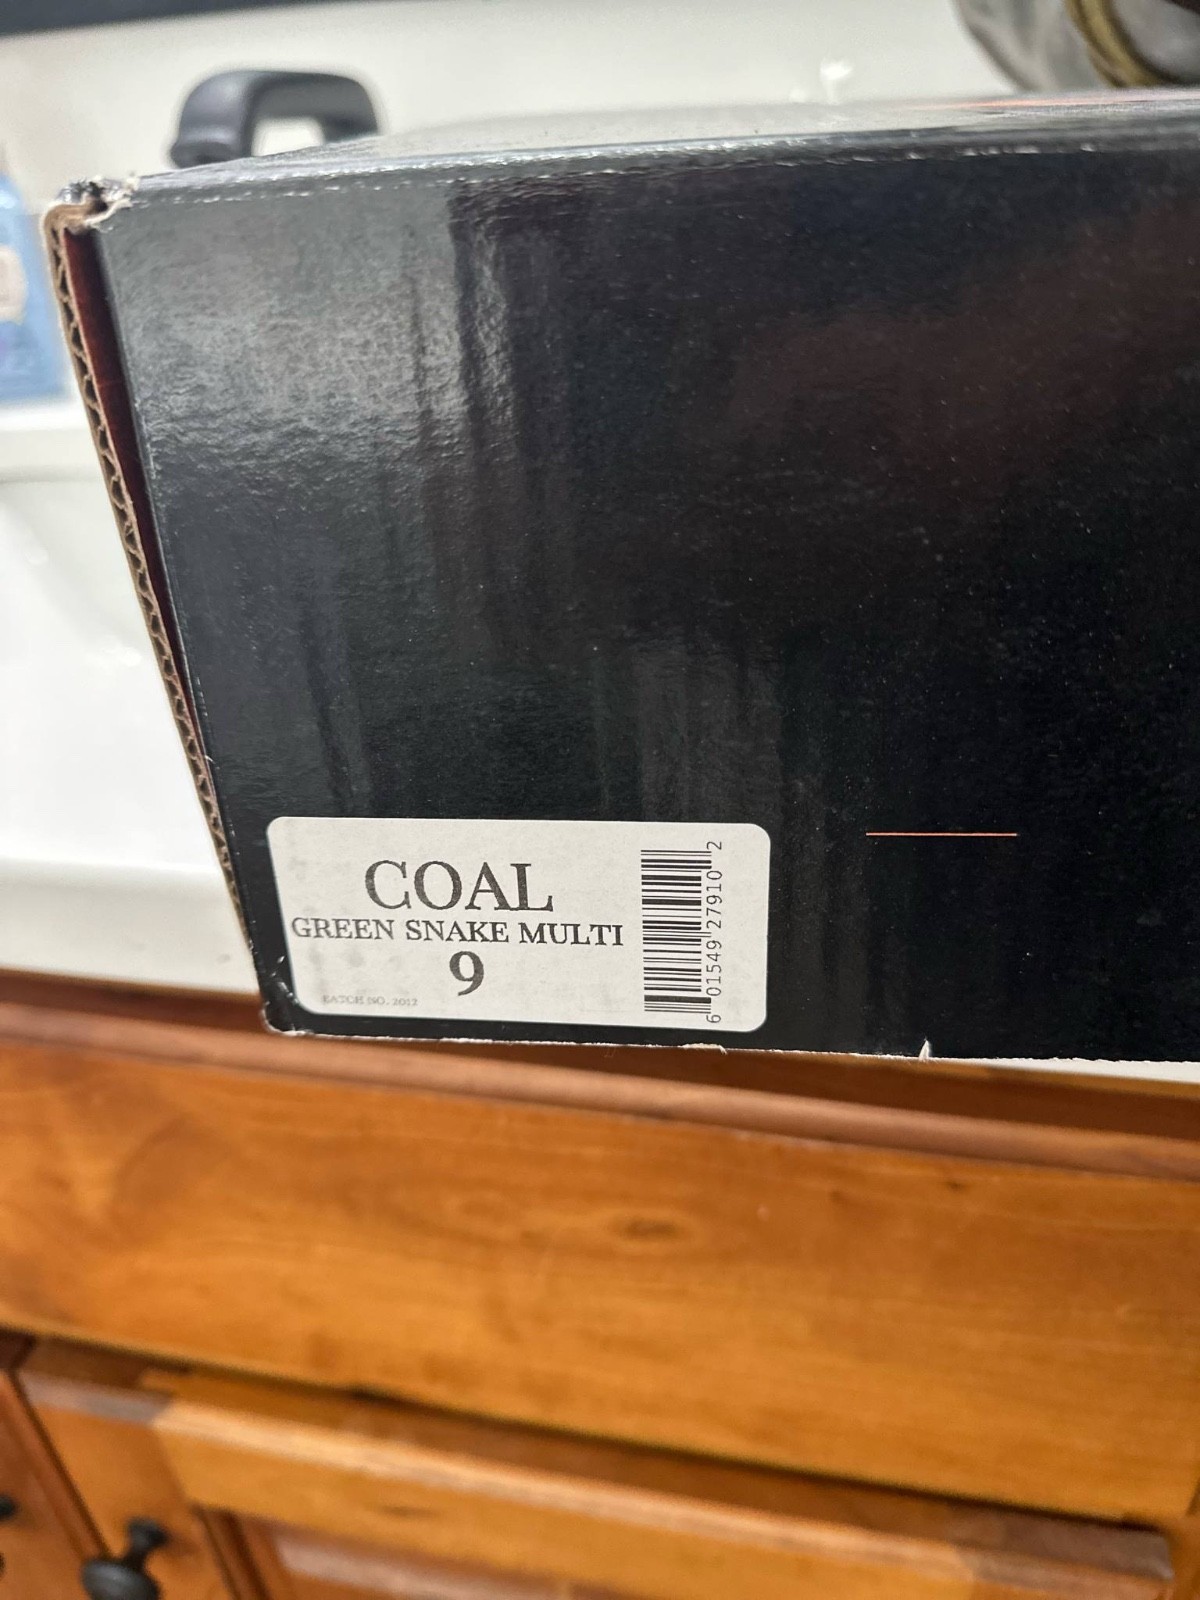 COAL
GREEN SNAKE MULTI
9
BATCH NO. 2012
6 01549 27910 2